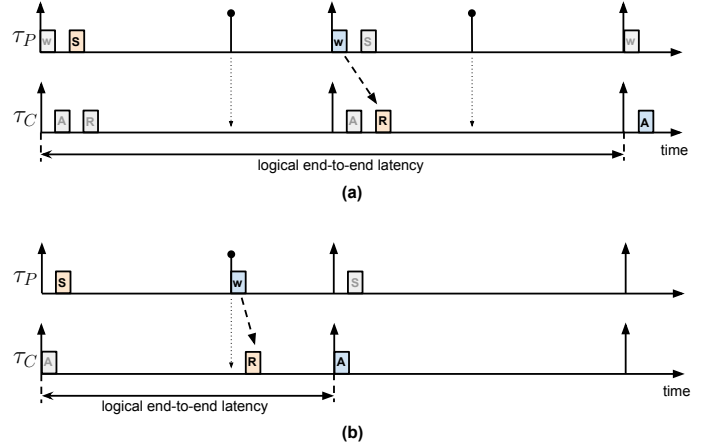 τP w S w S w
τC A R A R A
time
logical end-to-end latency
(a)
τP S w S
τC A R A
time
logical end-to-end latency
(b)